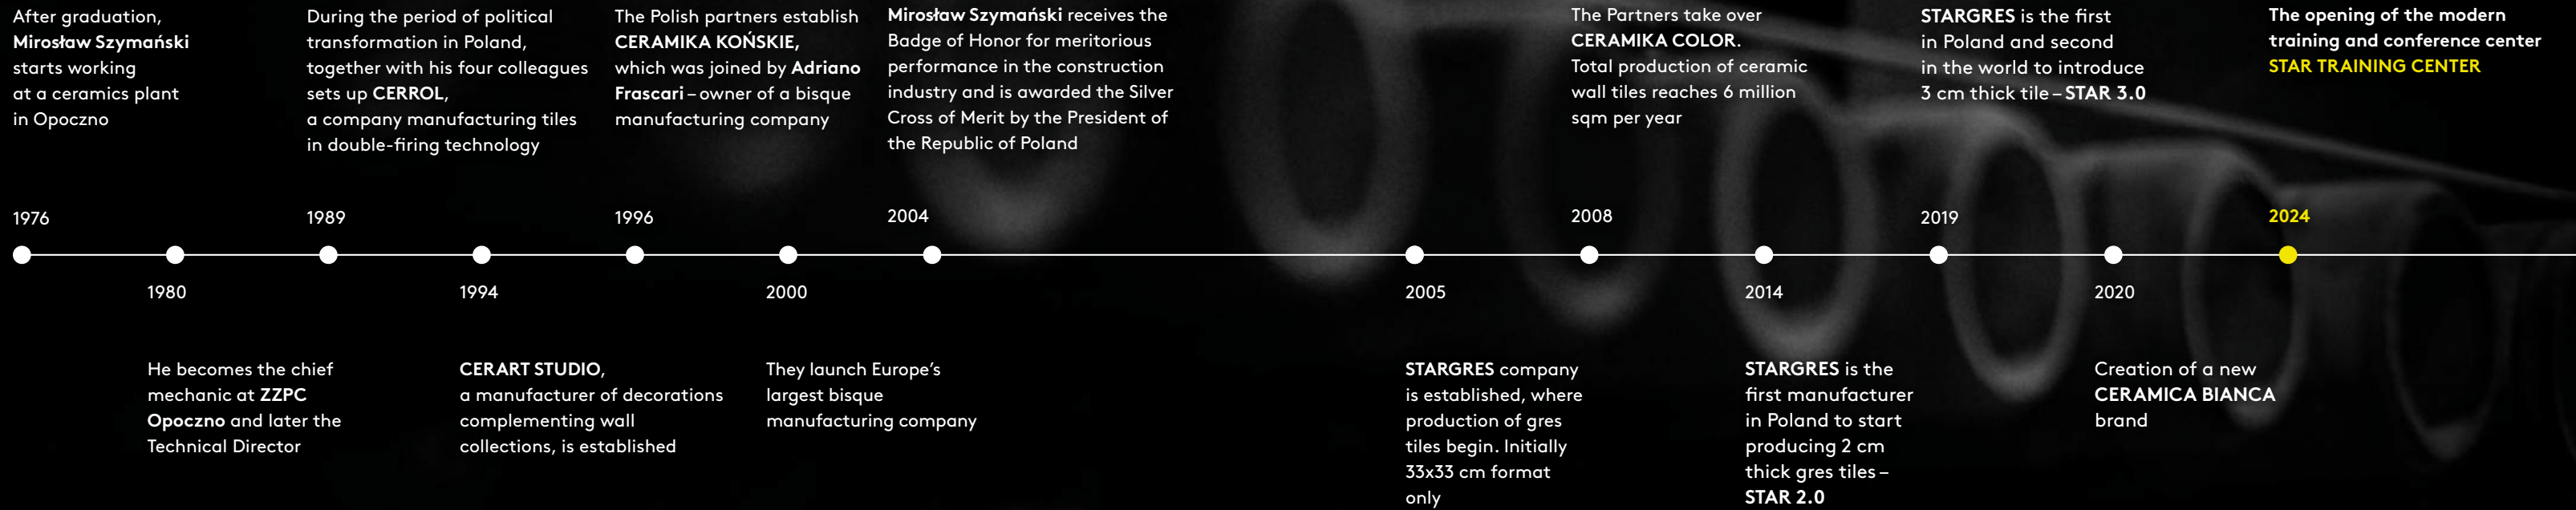 After graduation,
Mirosław Szymański
starts working
at a ceramics plant
in Opoczno
1976
1980
He becomes the chief
mechanic at ZZPC
Opoczno and later the
Technical Director
During the period of political
transformation in Poland,
together with his four colleagues
sets up CERROL,
a company manufacturing tiles
in double-firing technology
1989
1994
CERART STUDIO,
a manufacturer of decorations
complementing wall
collections, is established
The Polish partners establish
CERAMIKA KOŃSKIE,
which was joined by Adriano
Frascari – owner of a bisque
manufacturing company
1996
2000
They launch Europe’s
largest bisque
manufacturing company
Mirosław Szymański receives the
Badge of Honor for meritorious
performance in the construction
industry and is awarded the Silver
Cross of Merit by the President of
the Republic of Poland
2004
2005
STARGRES company
is established, where
production of gres
tiles begin. Initially
33x33 cm format
only
The Partners take over
CERAMIKA COLOR.
Total production of ceramic
wall tiles reaches 6 million
sqm per year
2008
2014
STARGRES is the
first manufacturer
in Poland to start
producing 2 cm
thick gres tiles –
STAR 2.0
STARGRES is the first
in Poland and second
in the world to introduce
3 cm thick tile – STAR 3.0
2019
2020
Creation of a new
CERAMICA BIANCA
brand
The opening of the modern
training and conference center
STAR TRAINING CENTER
2024